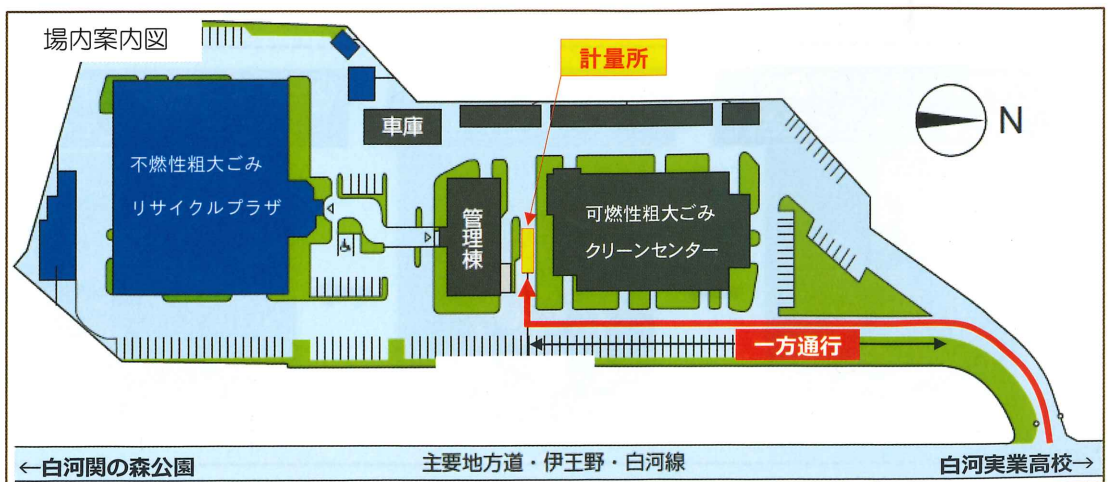 場内案内図
計量所
車庫
N
不燃性粗大ごみ
リサイクルプラザ
管理棟
可燃性粗大ごみ
クリーンセンター
一方通行
←白河関の森公園
主要地方道・伊王野・白河線
白河実業高校→